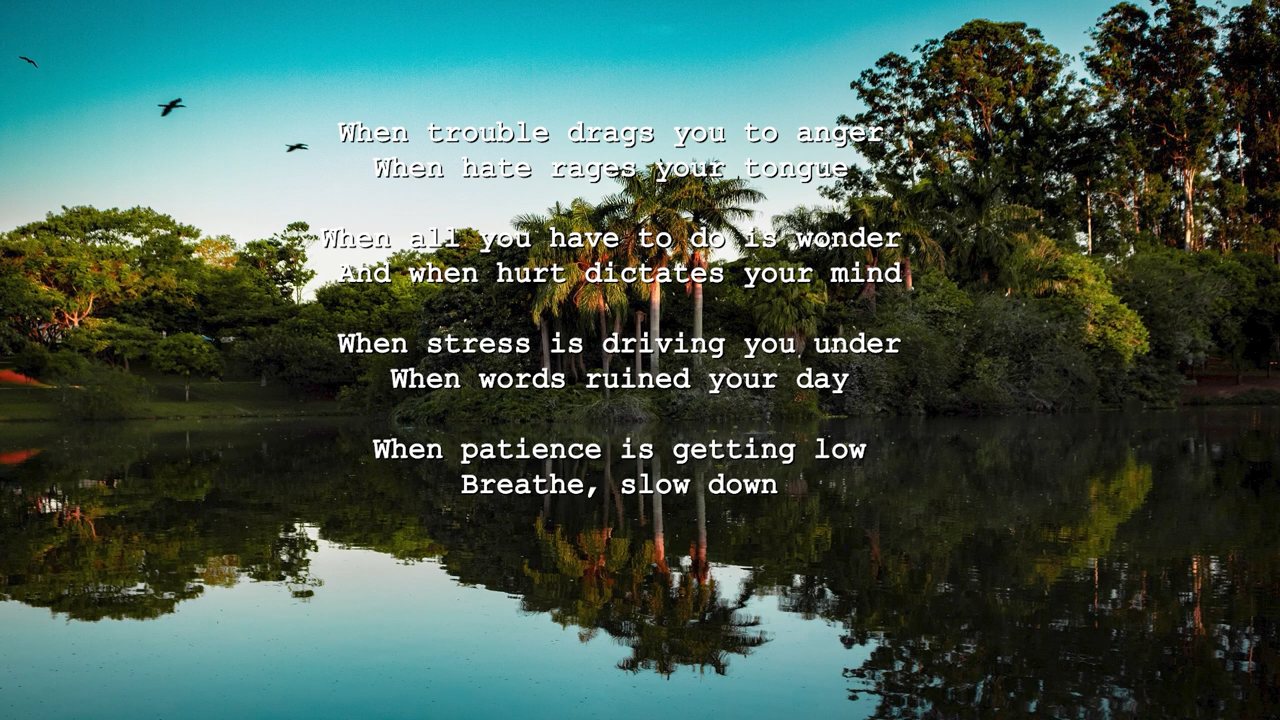 When trouble drags you to anger
When hate rages your tongue
When all you have to do is wonder
And when hurt dictates your mind
When stress is driving you under
When words ruined your day
When patience is getting low
Breathe, slow down